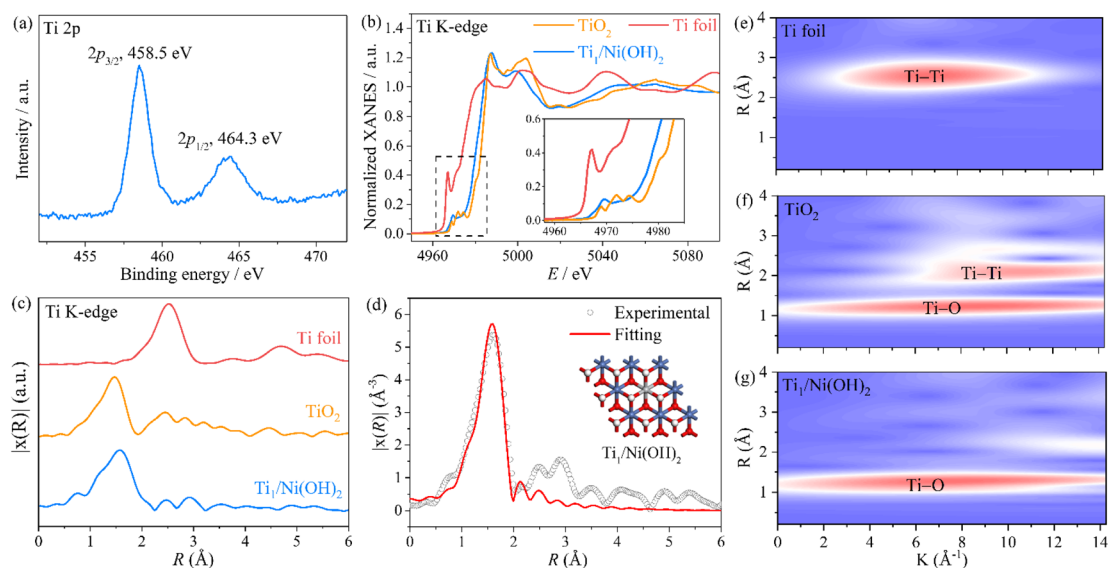 (a)
Ti 2p
2p3/2, 458.5 eV
2p1/2, 464.3 eV
Intensity / a.u.
455 460 465 470
Binding energy / eV
(b)
Ti K-edge
TiO2
Ti foil
Ti1/Ni(OH)2
Normalized XANES / a.u.
1.4
1.2
1.0
0.8
0.6
0.4
0.2
0.0
0.6
0.4
0.2
0.0
4960 4970 4980
4960 5000 5040 5080
E / eV
(c)
Ti K-edge
Ti foil
TiO2
Ti1/Ni(OH)2
|x(R)| (a.u.)
0 1 2 3 4 5 6
R (Å)
(d)
Experimental
Fitting
Ti1/Ni(OII)2
|x(R)| (Å-3)
6
5
4
3
2
1
0
0 1 2 3 4 5 6
R (Å)
(e)
Ti foil
Ti–Ti
R (Å)
4
3
2
1
(f)
TiO2
Ti–Ti
Ti–O
R (Å)
4
3
2
1
(g)
Ti1/Ni(OH)2
Ti–O
R (Å)
4
3
2
1
0 2 4 6 8 10 12 14
K (Å-1)